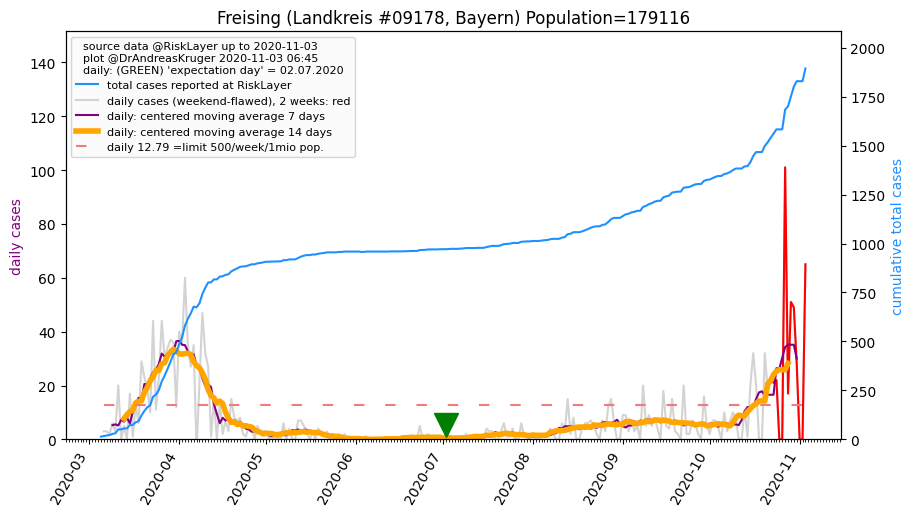 Freising (Landkreis #09178, Bayern) Population=179116
source data @RiskLayer up to 2020-11-03
plot @DrAndreasKruger 2020-11-03 06:45
daily: (GREEN) 'expectation day' = 02.07.2020
total cases reported at RiskLayer
daily cases (weekend-flawed), 2 weeks: red
daily: centered moving average 7 days
daily: centered moving average 14 days
daily 12.79 =limit 500/week/1mio pop.
daily cases
140
120
100
80
60
40
20
0
cumulative total cases
2000
1750
1500
1250
1000
750
500
250
0
2020-03
2020-04
2020-05
2020-06
2020-07
2020-08
2020-09
2020-10
2020-11